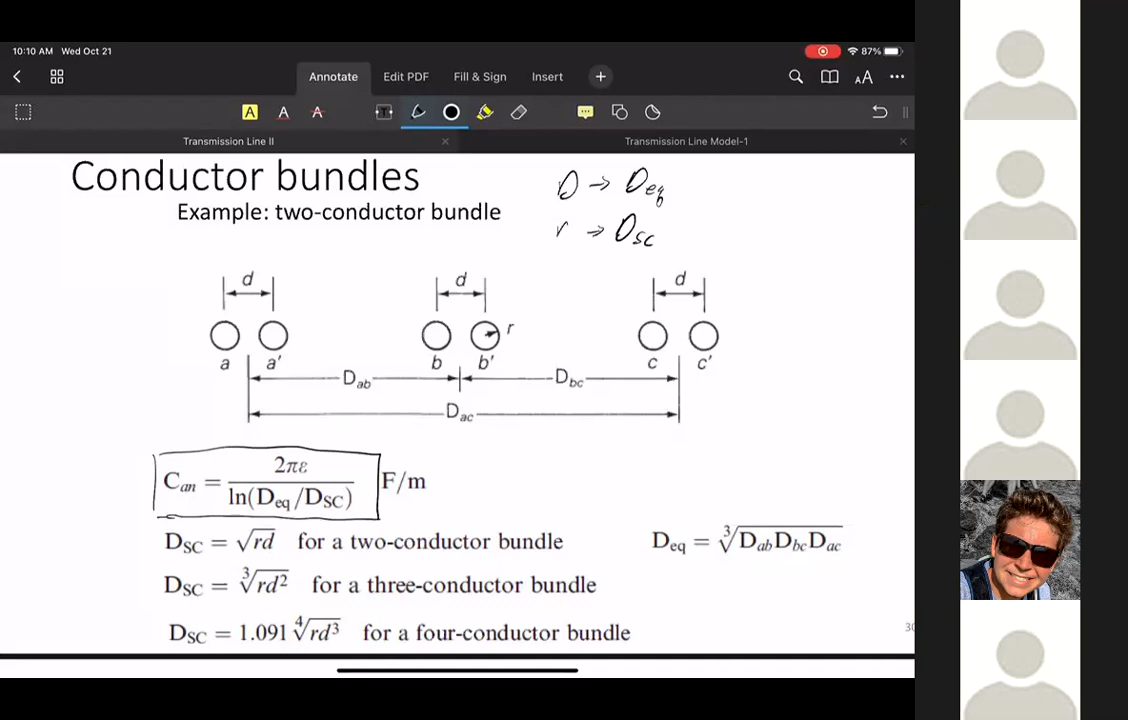 10:10 AM Wed Oct 21
87%
Annotate Edit PDF Fill & Sign Insert
AA
A A A T
Transmission Line II Transmission Line Model-1
Conductor bundles
Example: two-conductor bundle
D → Deq
r → DSC
d d d
r
a a' b b' c c'
Dab Dbc
Dac
Can = 2πε / ln(Deq/DSC) F/m
DSC = √rd for a two-conductor bundle Deq = ∛DabDbcDac
DSC = ∛rd² for a three-conductor bundle
DSC = 1.091 ∜rd³ for a four-conductor bundle